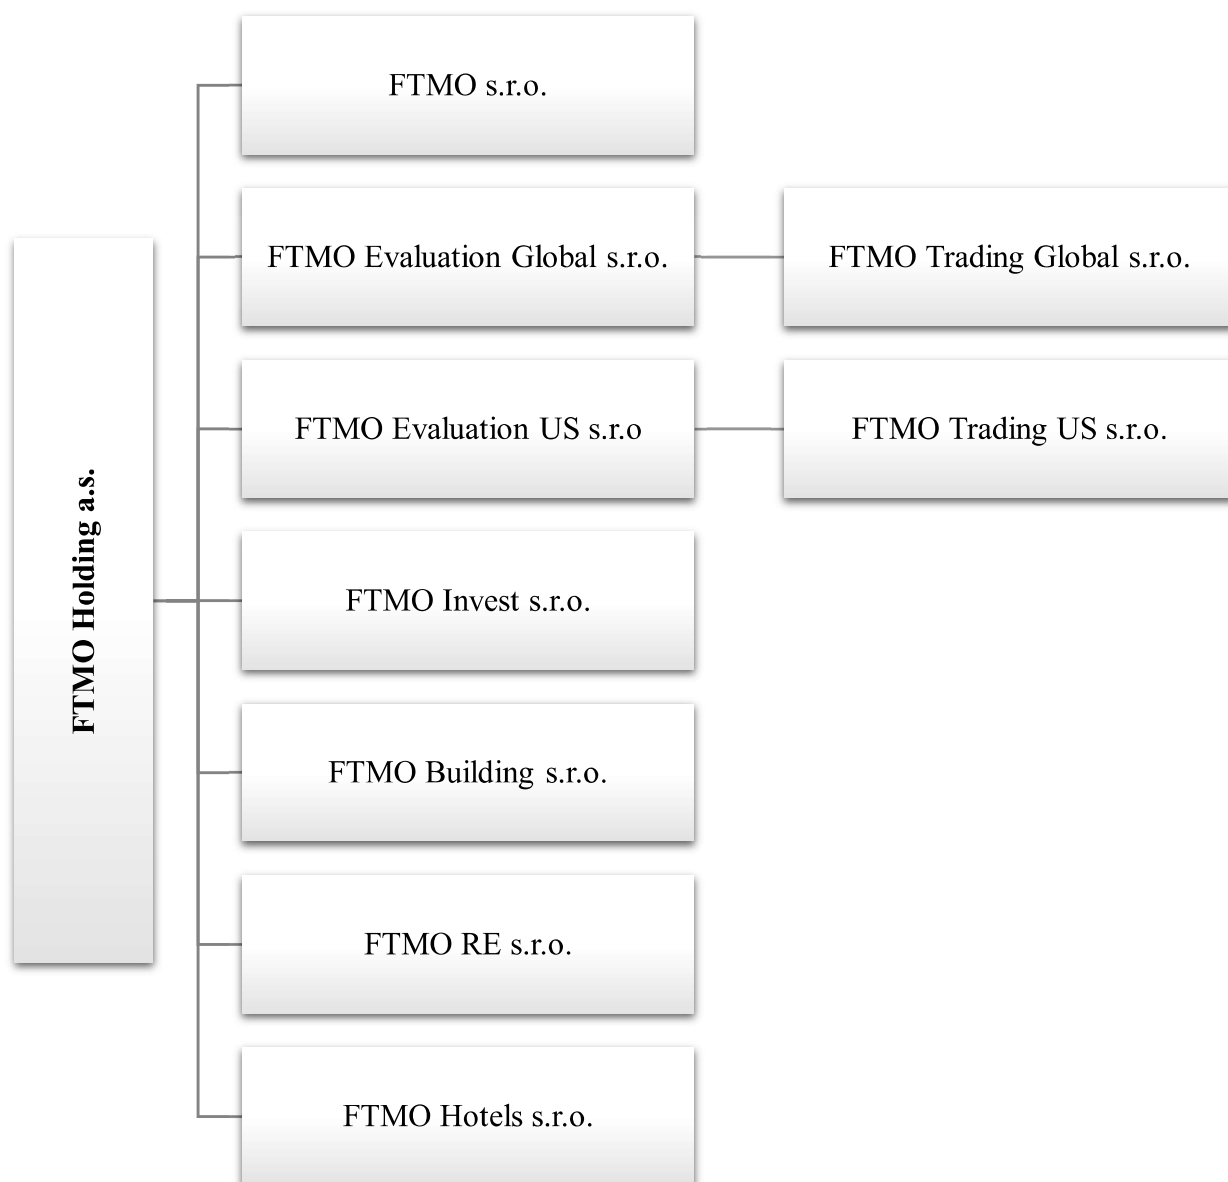 FTMO Holding a.s.
FTMO s.r.o.
FTMO Evaluation Global s.r.o.
FTMO Trading Global s.r.o.
FTMO Evaluation US s.r.o
FTMO Trading US s.r.o.
FTMO Invest s.r.o.
FTMO Building s.r.o.
FTMO RE s.r.o.
FTMO Hotels s.r.o.